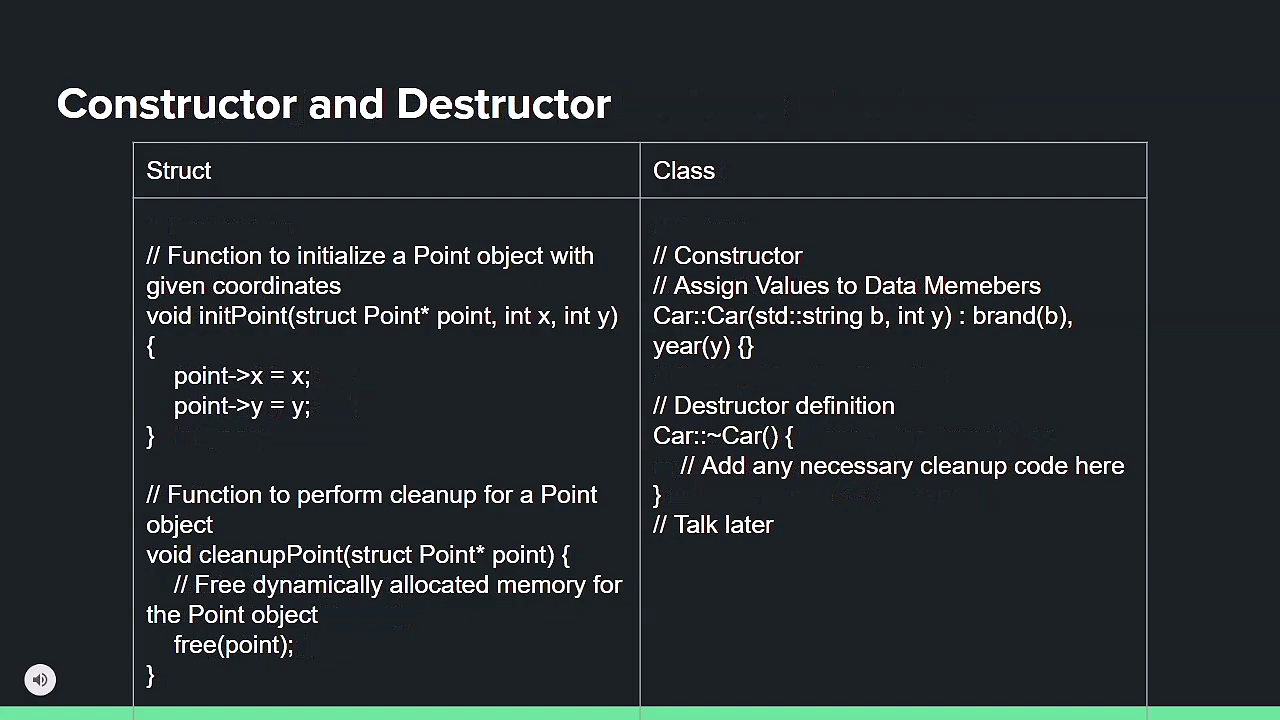 Constructor and Destructor
Struct
Class
// Function to initialize a Point object with
given coordinates
void initPoint(struct Point* point, int x, int y)
{
point->x = x;
point->y = y;
}
// Function to perform cleanup for a Point
object
void cleanupPoint(struct Point* point) {
// Free dynamically allocated memory for
the Point object
free(point);
}
// Constructor
// Assign Values to Data Memebers
Car::Car(std::string b, int y) : brand(b),
year(y) {}
// Destructor definition
Car::~Car() {
// Add any necessary cleanup code here
}
// Talk later